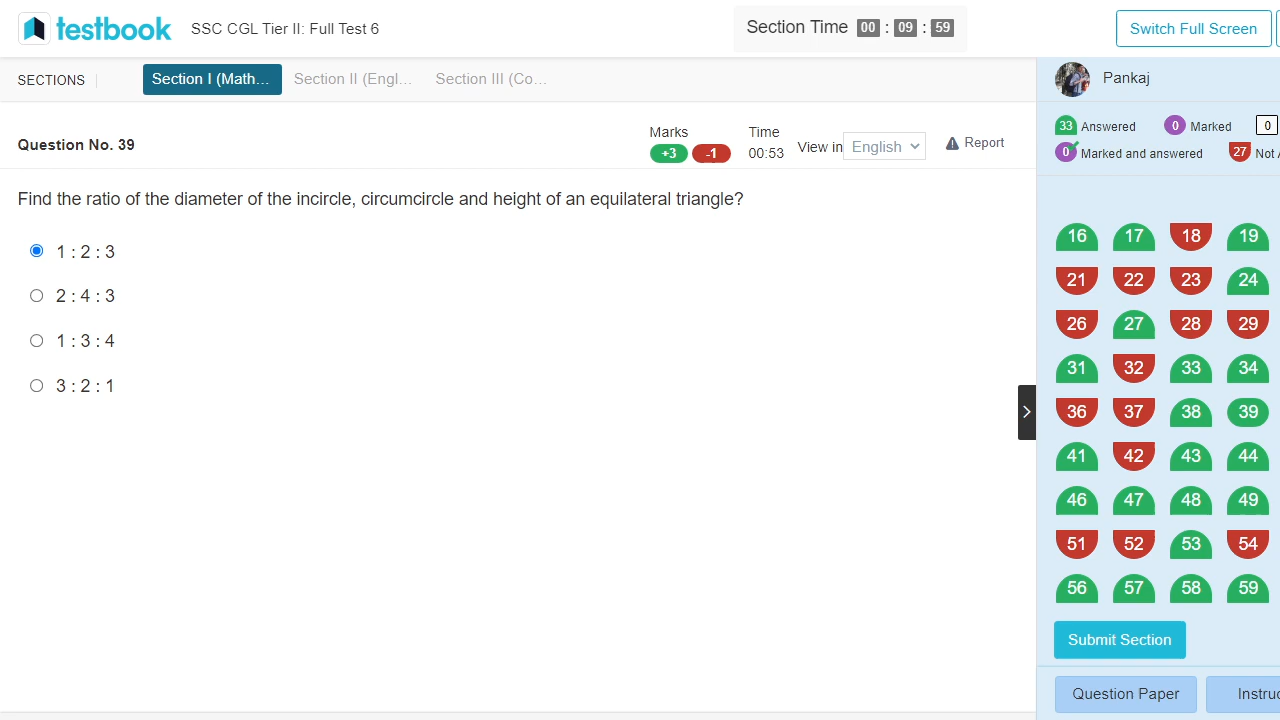 testbook
SSC CGL Tier II: Full Test 6
Section Time 00 : 09 : 59
Switch Full Screen
SECTIONS
Section I (Math...
Section II (Engl...
Section III (Co...
Pankaj
Question No. 39
Marks
+3 -1
Time
00:53
View in English
Report
33 Answered
0 Marked
0
0 Marked and answered
27 Not
Find the ratio of the diameter of the incircle, circumcircle and height of an equilateral triangle?
1 : 2 : 3
2 : 4 : 3
1 : 3 : 4
3 : 2 : 1
16 17 18 19
21 22 23 24
26 27 28 29
31 32 33 34
36 37 38 39
41 42 43 44
46 47 48 49
51 52 53 54
56 57 58 59
Submit Section
Question Paper
Instruc